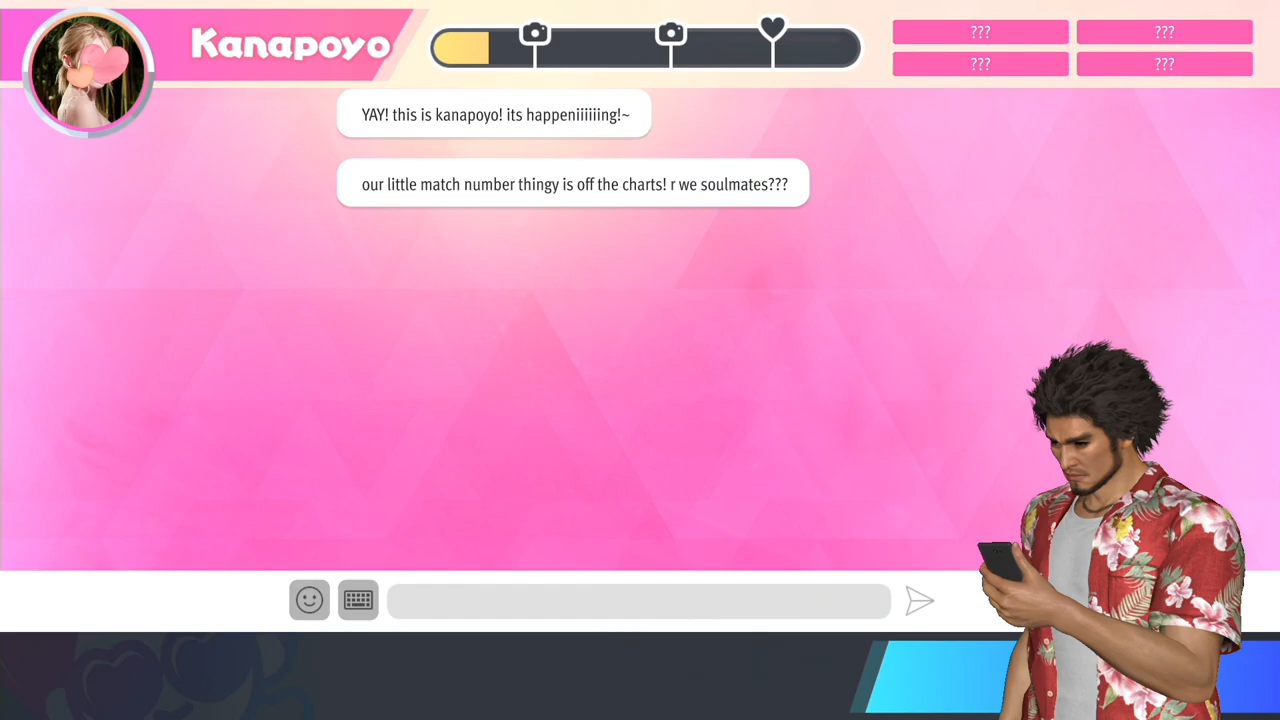 Kanapoyo
???
???
???
???
YAY! this is kanapoyo! its happeniiiiiing!~
our little match number thingy is off the charts! r we soulmates???